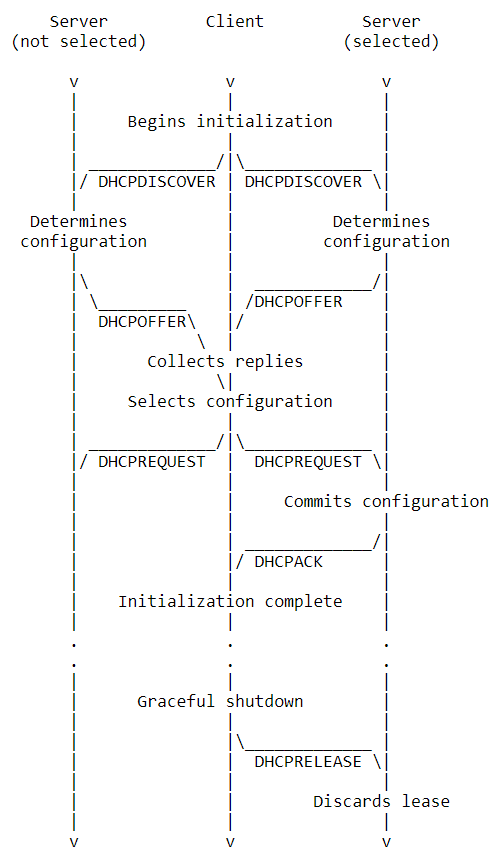 Server Client Server
(not selected) (selected)
v v v
Begins initialization
DHCPDISCOVER DHCPDISCOVER
Determines Determines
configuration configuration
DHCPOFFER
DHCPOFFER
Collects replies
Selects configuration
DHCPREQUEST DHCPREQUEST
Commits configuration
DHCPACK
Initialization complete
. . .
. . .
Graceful shutdown
DHCPRELEASE
Discards lease
v v v